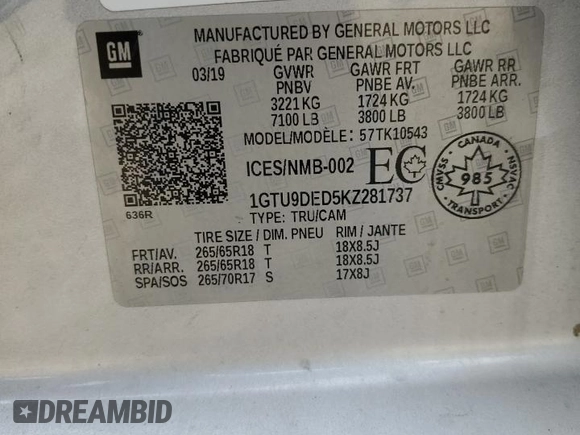 GM
MANUFACTURED BY GENERAL MOTORS LLC
FABRIQUÉ PAR GENERAL MOTORS LLC
03/19 GVWR GAWR FRT GAWR RR
PNBV PNBE AV. PNBE ARR.
3221 KG 1724 KG 1724 KG
7100 LB 3800 LB 3800 LB
MODEL/MODÈLE: 57TK10543
ICES/NMB-002 EC
CANADA
CMVSS 985 NSVAC
TRANSPORT
636R
1GTU9DED5KZ281737
TYPE: TRU/CAM
TIRE SIZE / DIM. PNEU RIM / JANTE
FRT/AV. 265/65R18 T 18X8.5J
RR/ARR. 265/65R18 T 18X8.5J
SPA/SOS 265/70R17 S 17X8J
DREAMBID